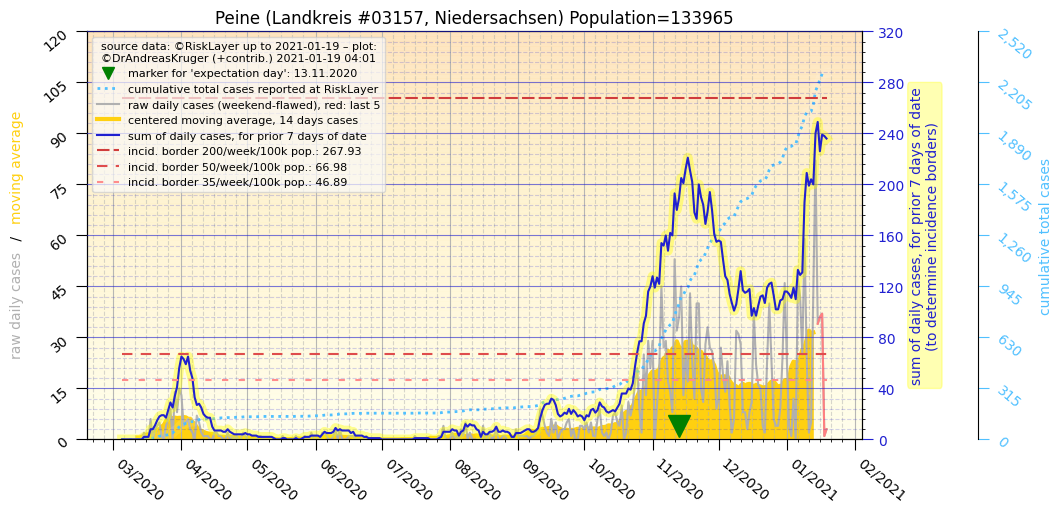 Peine (Landkreis #03157, Niedersachsen) Population=133965
source data: ©RiskLayer up to 2021-01-19 – plot:
©DrAndreasKruger (+contrib.) 2021-01-19 04:01
marker for 'expectation day': 13.11.2020
cumulative total cases reported at RiskLayer
raw daily cases (weekend-flawed), red: last 5
centered moving average, 14 days cases
sum of daily cases, for prior 7 days of date
incid. border 200/week/100k pop.: 267.93
incid. border 50/week/100k pop.: 66.98
incid. border 35/week/100k pop.: 46.89
raw daily cases / moving average
120
105
90
75
60
45
30
15
0
03/2020
04/2020
05/2020
06/2020
07/2020
08/2020
09/2020
10/2020
11/2020
12/2020
01/2021
02/2021
320
280
240
200
160
120
80
40
0
sum of daily cases, for prior 7 days of date
(to determine incidence borders)
2,520
2,205
1,890
1,575
1,260
945
630
315
0
cumulative total cases